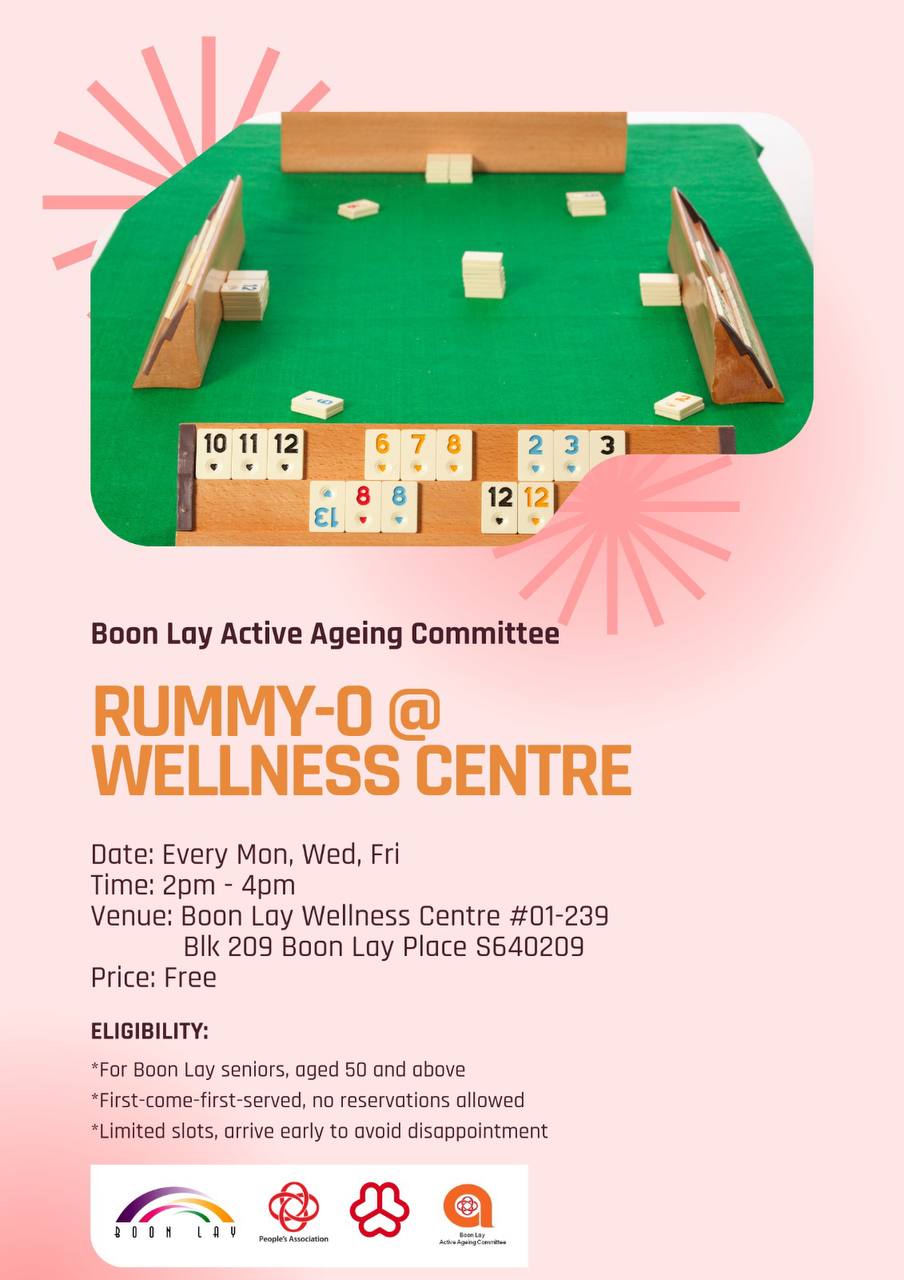 10 11 12 6 7 8 2 3 3
13 8 8 12 12
Boon Lay Active Ageing Committee
RUMMY-O @
WELLNESS CENTRE
Date: Every Mon, Wed, Fri
Time: 2pm - 4pm
Venue: Boon Lay Wellness Centre #01-239
Blk 209 Boon Lay Place S640209
Price: Free
ELIGIBILITY:
*For Boon Lay seniors, aged 50 and above
*First-come-first-served, no reservations allowed
*Limited slots, arrive early to avoid disappointment
BOON LAY
People's Association
Boon Lay
Active Ageing Committee